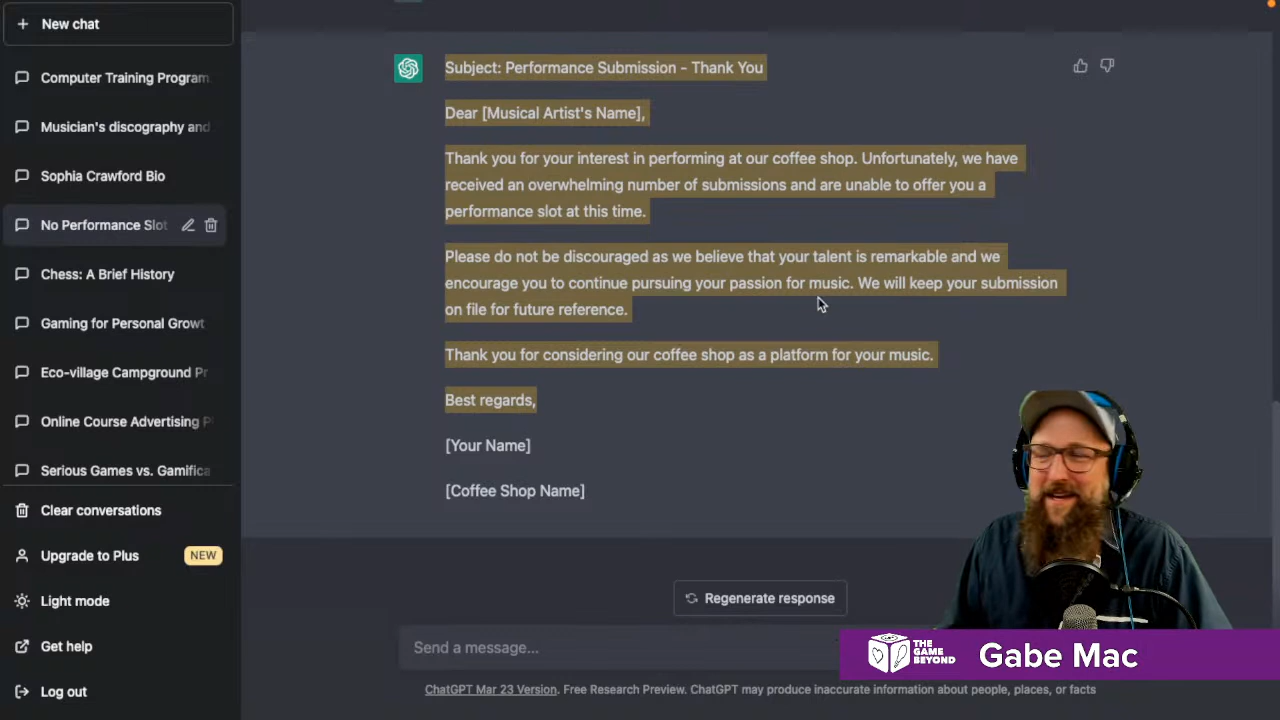 New chat
Computer Training Program
Musician's discography and
Sophia Crawford Bio
No Performance Slot
Chess: A Brief History
Gaming for Personal Growt
Eco-village Campground Pr
Online Course Advertising P
Serious Games vs. Gamifica
Clear conversations
Upgrade to Plus NEW
Light mode
Get help
Log out
Subject: Performance Submission - Thank You
Dear [Musical Artist's Name],
Thank you for your interest in performing at our coffee shop. Unfortunately, we have
received an overwhelming number of submissions and are unable to offer you a
performance slot at this time.
Please do not be discouraged as we believe that your talent is remarkable and we
encourage you to continue pursuing your passion for music. We will keep your submission
on file for future reference.
Thank you for considering our coffee shop as a platform for your music.
Best regards,
[Your Name]
[Coffee Shop Name]
Regenerate response
Send a message...
ChatGPT Mar 23 Version. Free Research Preview. ChatGPT may produce inaccurate information about people, places, or facts
THE
GAME
BEYOND
Gabe Mac